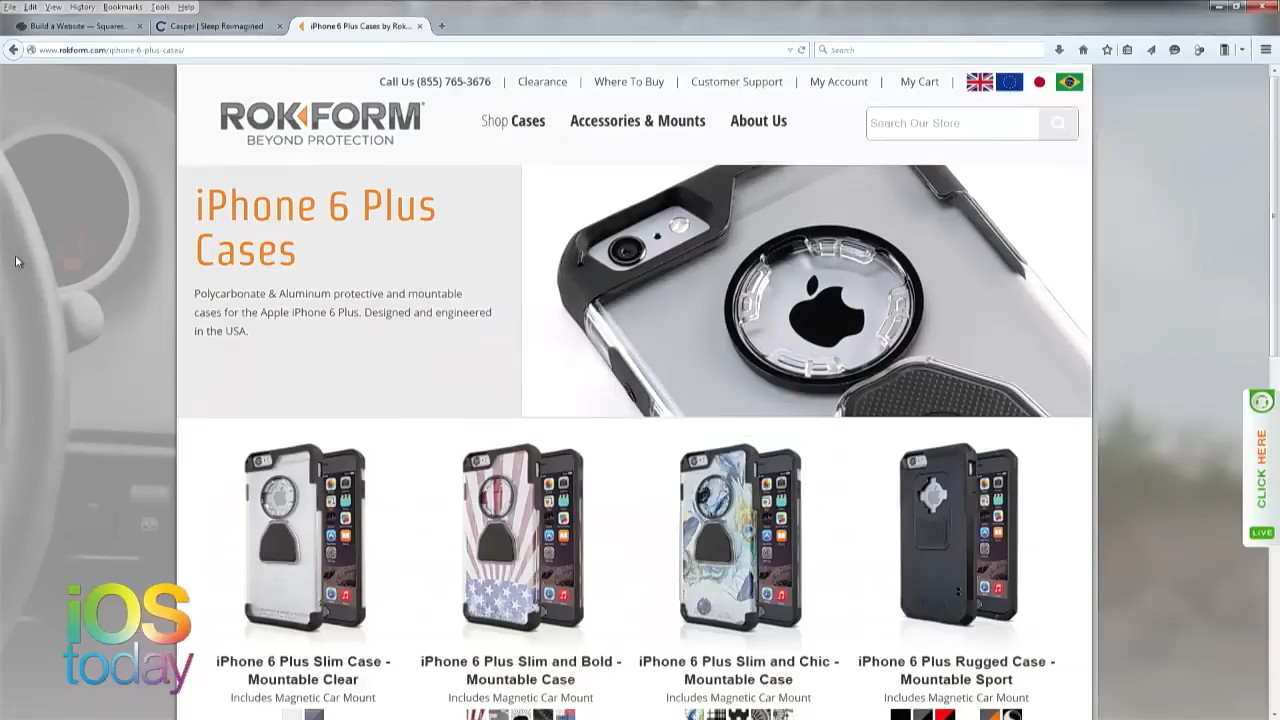 File Edit View History Bookmarks Tools Help
Build a Website — Squares...
Casper | Sleep Reimagined
iPhone 6 Plus Cases by Rok...
www.rokform.com/iphone-6-plus-cases/
Search
Call Us (855) 765-3676 | Clearance | Where To Buy | Customer Support | My Account | My Cart |
ROKFORM
BEYOND PROTECTION
Shop Cases
Accessories & Mounts
About Us
Search Our Store
iPhone 6 Plus
Cases
Polycarbonate & Aluminum protective and mountable
cases for the Apple iPhone 6 Plus. Designed and engineered
in the USA.
CLICK HERE
LIVE
iPhone 6 Plus Slim Case -
Mountable Clear
Includes Magnetic Car Mount
iPhone 6 Plus Slim and Bold -
Mountable Case
Includes Magnetic Car Mount
iPhone 6 Plus Slim and Chic -
Mountable Case
Includes Magnetic Car Mount
iPhone 6 Plus Rugged Case -
Mountable Sport
Includes Magnetic Car Mount
iOS
today